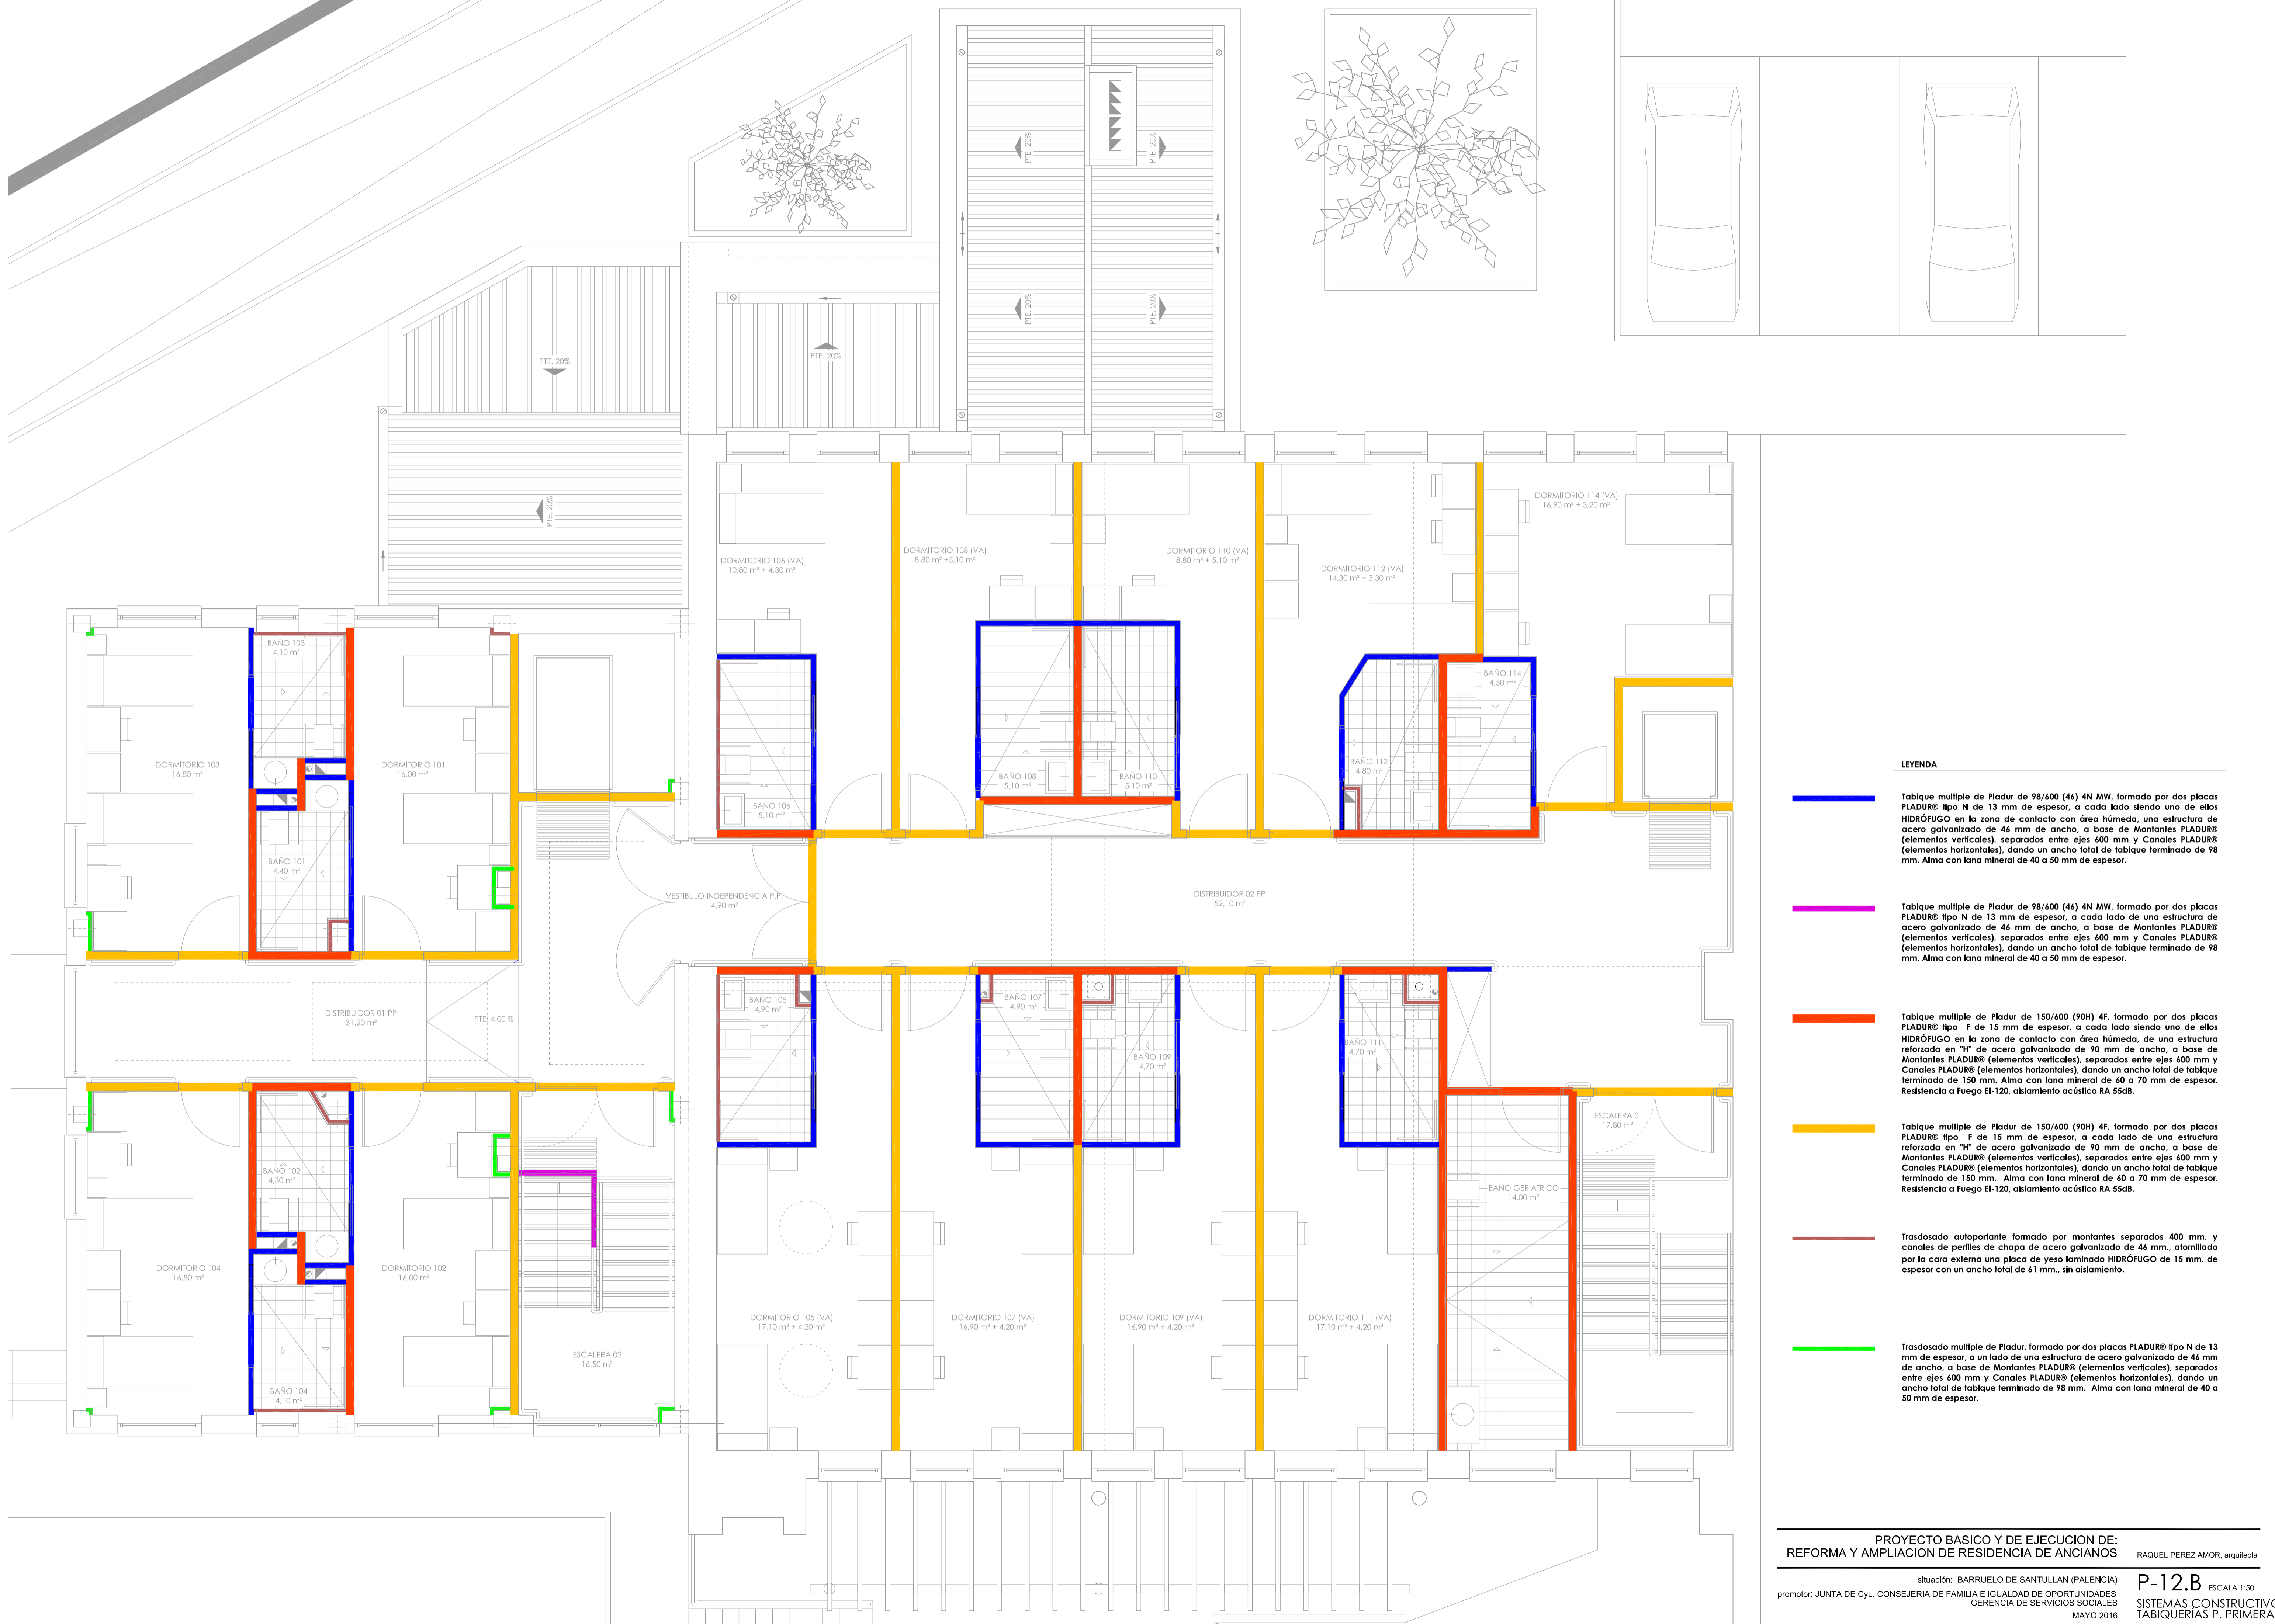 PTE. 20%
PTE. 20%
PTE. 20%
PTE. 20%
PTE. 20%
PTE. 20%
PTE. 20%
DORMITORIO 106 (VA)
10,80 m² + 4,30 m²
DORMITORIO 108 (VA)
8,80 m² +5,10 m²
DORMITORIO 110 (VA)
8,80 m² + 5,10 m²
DORMITORIO 112 (VA)
14,30 m² + 3,30 m²
DORMITORIO 114 (VA)
16,90 m² + 3,20 m²
BAÑO 103
4,10 m²
DORMITORIO 103
16,80 m²
DORMITORIO 101
16,00 m²
BAÑO 101
4,40 m²
BAÑO 106
5,10 m²
BAÑO 108
5,10 m²
BAÑO 110
5,10 m²
BAÑO 112
4,80 m²
BAÑO 114
4,50 m²
VESTIBULO INDEPENDENCIA P.P.
4,90 m²
DISTRIBUIDOR 02 PP
52,10 m²
DISTRIBUIDOR 01 PP
31,20 m²
PTE: 4.00 %
BAÑO 105
4,90 m²
BAÑO 107
4,90 m²
BAÑO 109
4,70 m²
BAÑO 111
4,70 m²
BAÑO 102
4,30 m²
DORMITORIO 104
16,80 m²
DORMITORIO 102
16,00 m²
BAÑO 104
4,10 m²
ESCALERA 02
16,50 m²
DORMITORIO 105 (VA)
17,10 m² + 4,20 m²
DORMITORIO 107 (VA)
16,90 m² + 4,20 m²
DORMITORIO 109 (VA)
16,90 m² + 4,20 m²
DORMITORIO 111 (VA)
17,10 m² + 4,20 m²
BAÑO GERIATRICO
14,00 m²
ESCALERA 01
17,80 m²
LEYENDA
Tabique multiple de Pladur de 98/600 (46) 4N MW, formado por dos placas
PLADUR® tipo N de 13 mm de espesor, a cada lado siendo uno de ellos
HIDRÓFUGO en la zona de contacto con área húmeda, una estructura de
acero galvanizado de 46 mm de ancho, a base de Montantes PLADUR®
(elementos verticales), separados entre ejes 600 mm y Canales PLADUR®
(elementos horizontales), dando un ancho total de tabique terminado de 98
mm. Alma con lana mineral de 40 a 50 mm de espesor.
Tabique multiple de Pladur de 98/600 (46) 4N MW, formado por dos placas
PLADUR® tipo N de 13 mm de espesor, a cada lado de una estructura de
acero galvanizado de 46 mm de ancho, a base de Montantes PLADUR®
(elementos verticales), separados entre ejes 600 mm y Canales PLADUR®
(elementos horizontales), dando un ancho total de tabique terminado de 98
mm. Alma con lana mineral de 40 a 50 mm de espesor.
Tabique multiple de Pladur de 150/600 (90H) 4F, formado por dos placas
PLADUR® tipo F de 15 mm de espesor, a cada lado siendo uno de ellos
HIDRÓFUGO en la zona de contacto con área húmeda, de una estructura
reforzada en "H" de acero galvanizado de 90 mm de ancho, a base de
Montantes PLADUR® (elementos verticales), separados entre ejes 600 mm y
Canales PLADUR® (elementos horizontales), dando un ancho total de tabique
terminado de 150 mm. Alma con lana mineral de 60 a 70 mm de espesor.
Resistencia a Fuego EI-120, aislamiento acústico RA 55dB.
Tabique multiple de Pladur de 150/600 (90H) 4F, formado por dos placas
PLADUR® tipo F de 15 mm de espesor, a cada lado de una estructura
reforzada en "H" de acero galvanizado de 90 mm de ancho, a base de
Montantes PLADUR® (elementos verticales), separados entre ejes 600 mm y
Canales PLADUR® (elementos horizontales), dando un ancho total de tabique
terminado de 150 mm. Alma con lana mineral de 60 a 70 mm de espesor.
Resistencia a Fuego EI-120, aislamiento acústico RA 55dB.
Trasdosado autoportante formado por montantes separados 400 mm. y
canales de perfiles de chapa de acero galvanizado de 46 mm., atornillado
por la cara externa una placa de yeso laminado HIDRÓFUGO de 15 mm. de
espesor con un ancho total de 61 mm., sin aislamiento.
Trasdosado multiple de Pladur, formado por dos placas PLADUR® tipo N de 13
mm de espesor, a un lado de una estructura de acero galvanizado de 46 mm
de ancho, a base de Montantes PLADUR® (elementos verticales), separados
entre ejes 600 mm y Canales PLADUR® (elementos horizontales), dando un
ancho total de tabique terminado de 98 mm. Alma con lana mineral de 40 a
50 mm de espesor.
PROYECTO BASICO Y DE EJECUCION DE:
REFORMA Y AMPLIACION DE RESIDENCIA DE ANCIANOS
RAQUEL PEREZ AMOR, arquitecta
situación: BARRUELO DE SANTULLAN (PALENCIA)
promotor: JUNTA DE CyL. CONSEJERIA DE FAMILIA E IGUALDAD DE OPORTUNIDADES
GERENCIA DE SERVICIOS SOCIALES
MAYO 2016
P-12.B ESCALA 1:50
SISTEMAS CONSTRUCTIVO
TABIQUERIAS P. PRIMERA